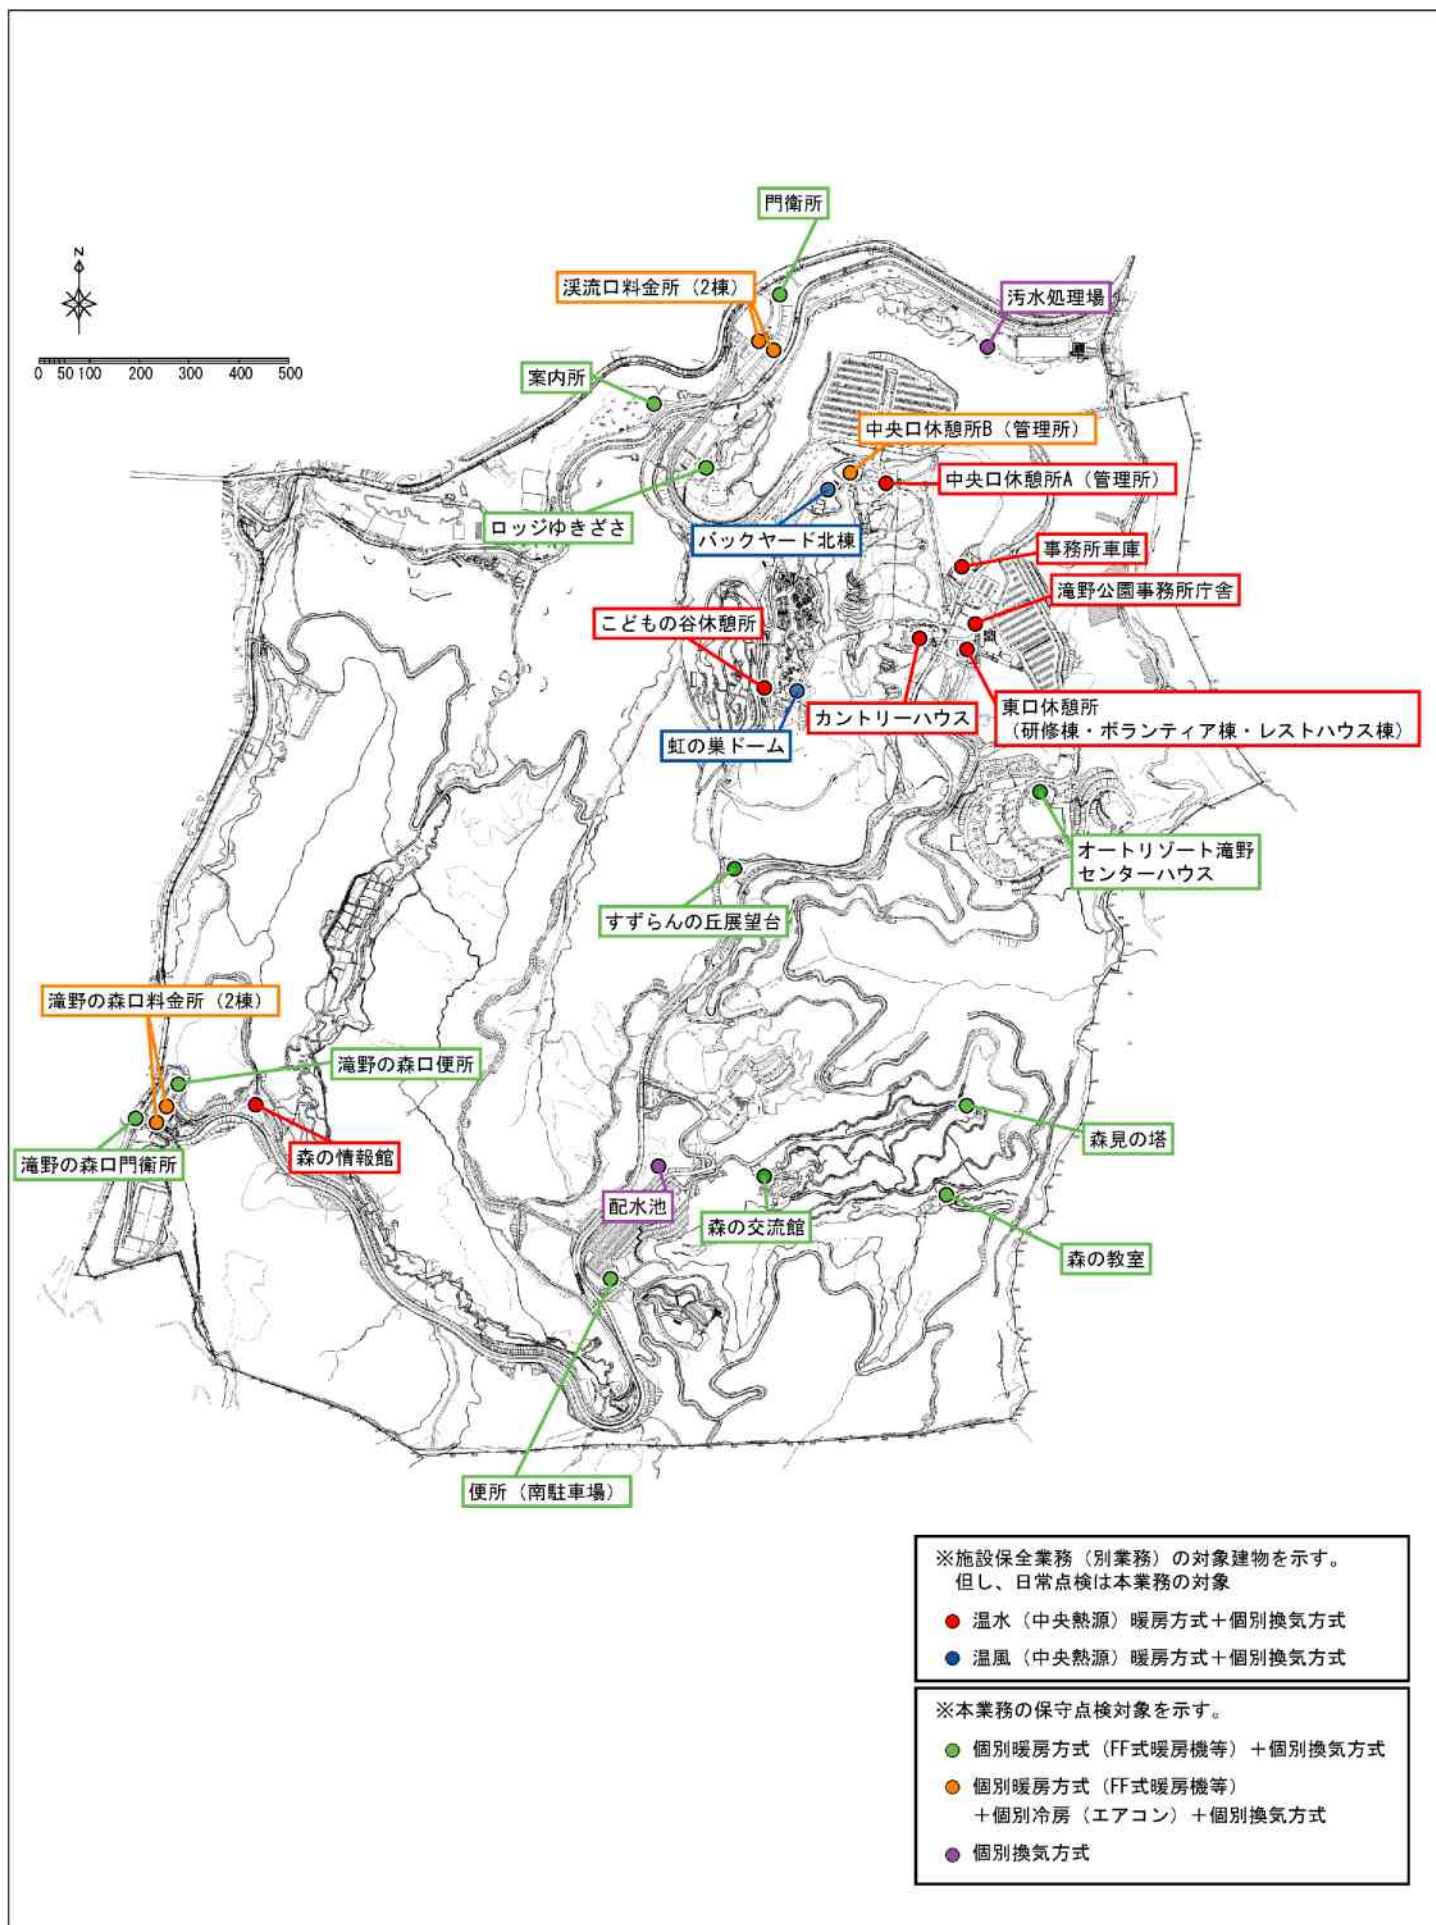 門衛所
渓流口料金所（2棟）
汚水処理場
N
0 50 100 200 300 400 500
案内所
中央口休憩所B（管理所）
中央口休憩所A（管理所）
ロッジゆきざさ
バックヤード北棟
事務所車庫
滝野公園事務所庁舎
こどもの谷休憩所
カントリーハウス
東口休憩所
（研修棟・ボランティア棟・レストハウス棟）
虹の巣ドーム
オートリゾート滝野
センターハウス
すずらんの丘展望台
滝野の森口料金所（2棟）
滝野の森口便所
森見の塔
滝野の森口門衛所
森の情報館
配水池
森の交流館
森の教室
便所（南駐車場）
※施設保全業務（別業務）の対象建物を示す。
但し、日常点検は本業務の対象
温水（中央熱源）暖房方式＋個別換気方式
温風（中央熱源）暖房方式＋個別換気方式
※本業務の保守点検対象を示す。
個別暖房方式（FF式暖房機等）＋個別換気方式
個別暖房方式（FF式暖房機等）
＋個別冷房（エアコン）＋個別換気方式
個別換気方式